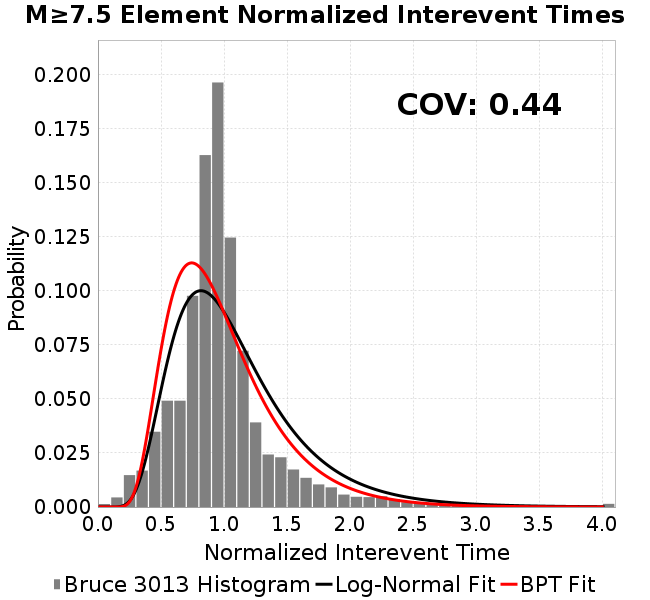 M≥7.5 Element Normalized Interevent Times
COV: 0.44
Probability
0.200
0.175
0.150
0.125
0.100
0.075
0.050
0.025
0.000
0.0 0.5 1.0 1.5 2.0 2.5 3.0 3.5 4.0
Normalized Interevent Time
Bruce 3013 Histogram Log-Normal Fit BPT Fit